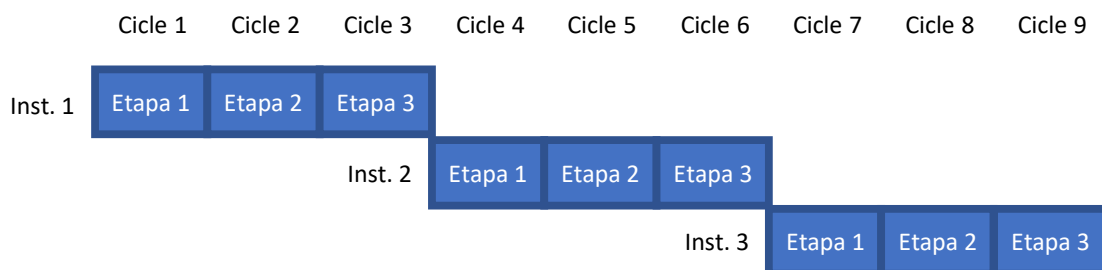 Cicle 1 Cicle 2 Cicle 3 Cicle 4 Cicle 5 Cicle 6 Cicle 7 Cicle 8 Cicle 9
Inst. 1 Etapa 1 Etapa 2 Etapa 3
Inst. 2 Etapa 1 Etapa 2 Etapa 3
Inst. 3 Etapa 1 Etapa 2 Etapa 3